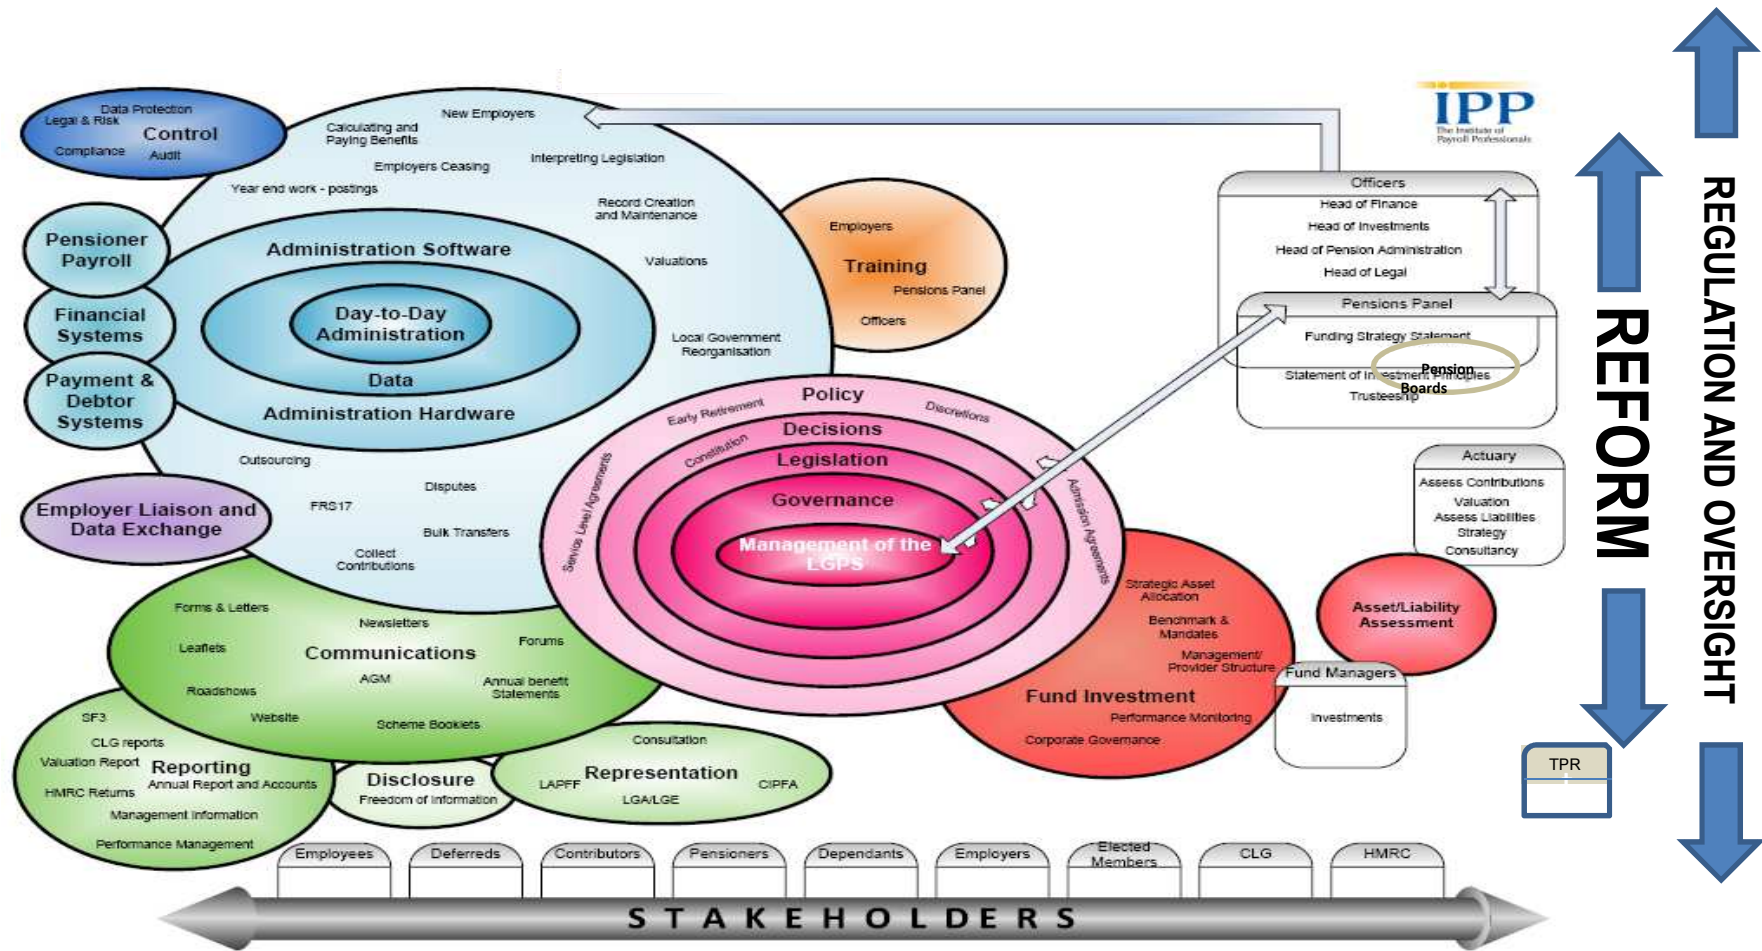 Data Protection
Legal & Risk
Control
Compliance
Audit
New Employers
Calculating and
Paying Benefits
Employers Ceasing
Interpreting Legislation
Year end work - postings
Record Creation
and Maintenance
Valuations
Local Government
Reorganisation
Pensioner
Payroll
Financial
Systems
Payment &
Debtor
Systems
Administration Software
Day-to-Day
Administration
Data
Administration Hardware
Outsourcing
Disputes
FRS17
Bulk Transfers
Collect
Contributions
Employer Liaison and
Data Exchange
Employers
Training
Pensions Panel
Officers
IPP
The Institute of
Payroll Professionals
Officers
Head of Finance
Head of Investments
Head of Pension Administration
Head of Legal
Pensions Panel
Funding Strategy Statement
Pension
Statement of Investment Principles
Boards
Trusteeship
Policy
Early Retirement
Discretions
Decisions
Constitution
Legislation
Service Level Agreements
Admission Agreements
Governance
Management of the
LGPS
Actuary
Assess Contributions
Valuation
Assess Liabilities
Strategy
Consultancy
Asset/Liability
Assessment
Strategic Asset
Allocation
Benchmark &
Mandates
Management/
Provider Structure
Fund Investment
Performance Monitoring
Corporate Governance
Fund Managers
Investments
Forms & Letters
Newsletters
Forums
Leaflets
Communications
AGM
Annual benefit
Statements
Roadshows
Website
Scheme Booklets
SF3
CLG reports
Valuation Report
Reporting
Annual Report and Accounts
HMRC Returns
Management Information
Performance Management
Disclosure
Freedom of Information
Consultation
Representation
LAPFF
LGA/LGE
CIPFA
REFORM
REGULATION AND OVERSIGHT
TPR
Employees
Deferreds
Contributors
Pensioners
Dependants
Employers
Elected
Members
CLG
HMRC
STAKEHOLDERS